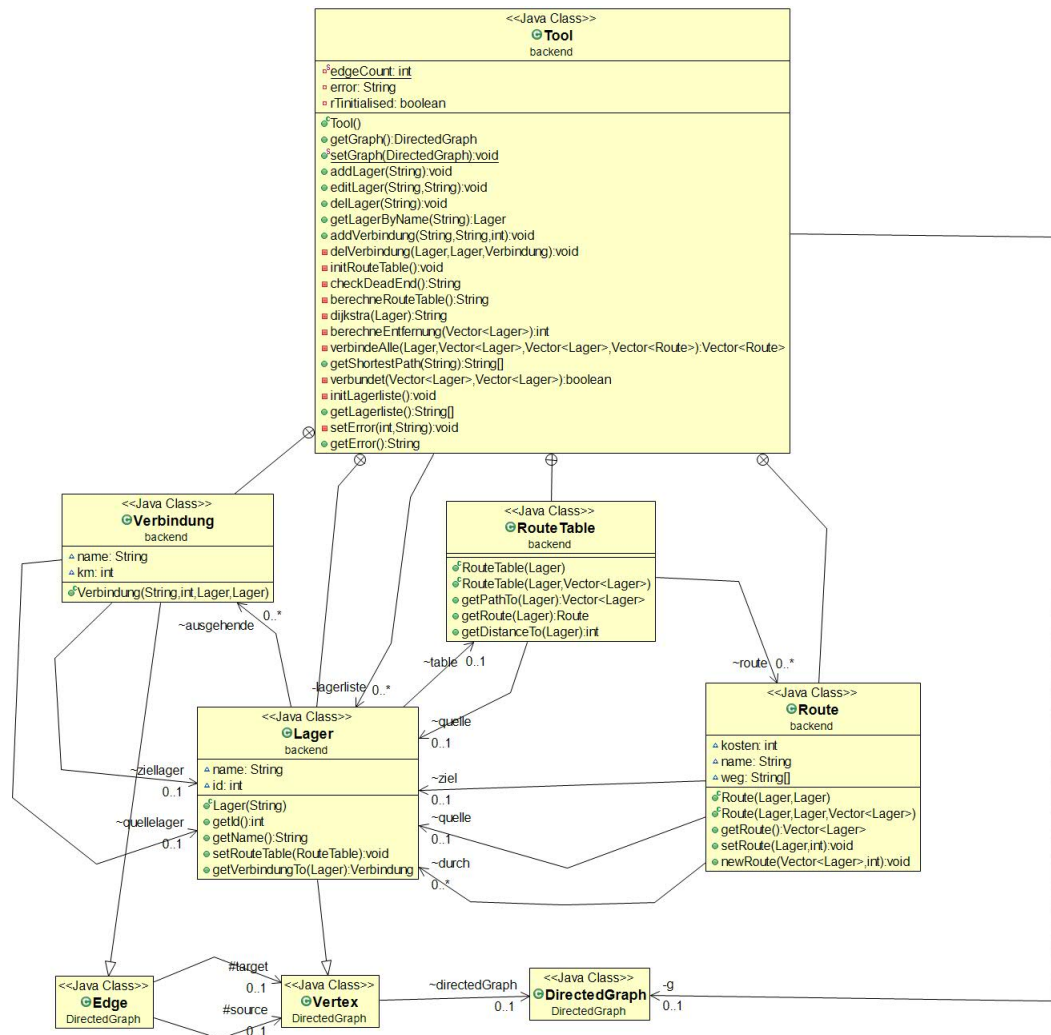 <<Java Class>>
Tool
backend
edgeCount: int
error: String
rTinitialised: boolean
Tool()
getGraph():DirectedGraph
setGraph(DirectedGraph):void
addLager(String):void
editLager(String,String):void
delLager(String):void
getLagerByName(String):Lager
addVerbindung(String,String,int):void
delVerbindung(Lager,Lager,Verbindung):void
initRouteTable():void
checkDeadEnd():String
berechneRouteTable():String
dijkstra(Lager):String
berechneEntfernung(Vector<Lager>):int
verbindeAlle(Lager,Vector<Lager>,Vector<Lager>,Vector<Route>):Vector<Route>
getShortestPath(String):String[]
verbundet(Vector<Lager>,Vector<Lager>):boolean
initLagerliste():void
getLagerliste():String[]
setError(int,String):void
getError():String
<<Java Class>>
Verbindung
backend
name: String
km: int
Verbindung(String,int,Lager,Lager)
<<Java Class>>
RouteTable
backend
RouteTable(Lager)
RouteTable(Lager,Vector<Lager>)
getPathTo(Lager):Vector<Lager>
getRoute(Lager):Route
getDistanceTo(Lager):int
~ausgehende
0..*
~table 0..1
-lagerliste 0..*
~route 0..*
<<Java Class>>
Lager
backend
name: String
id: int
Lager(String)
getId():int
getName():String
setRouteTable(RouteTable):void
getVerbindungTo(Lager):Verbindung
<<Java Class>>
Route
backend
kosten: int
name: String
weg: String[]
Route(Lager,Lager)
Route(Lager,Lager,Vector<Lager>)
getRoute():Vector<Lager>
setRoute(Lager,int):void
newRoute(Vector<Lager>,int):void
~quelle
0..1
~ziellager
0..1
~ziel
0..1
~quellelager
0..1
~quelle
0..1
~durch
0..*
<<Java Class>>
Edge
DirectedGraph
#target
0..1
#source
0..1
<<Java Class>>
Vertex
DirectedGraph
~directedGraph
0..1
<<Java Class>>
DirectedGraph
DirectedGraph
-g
0..1